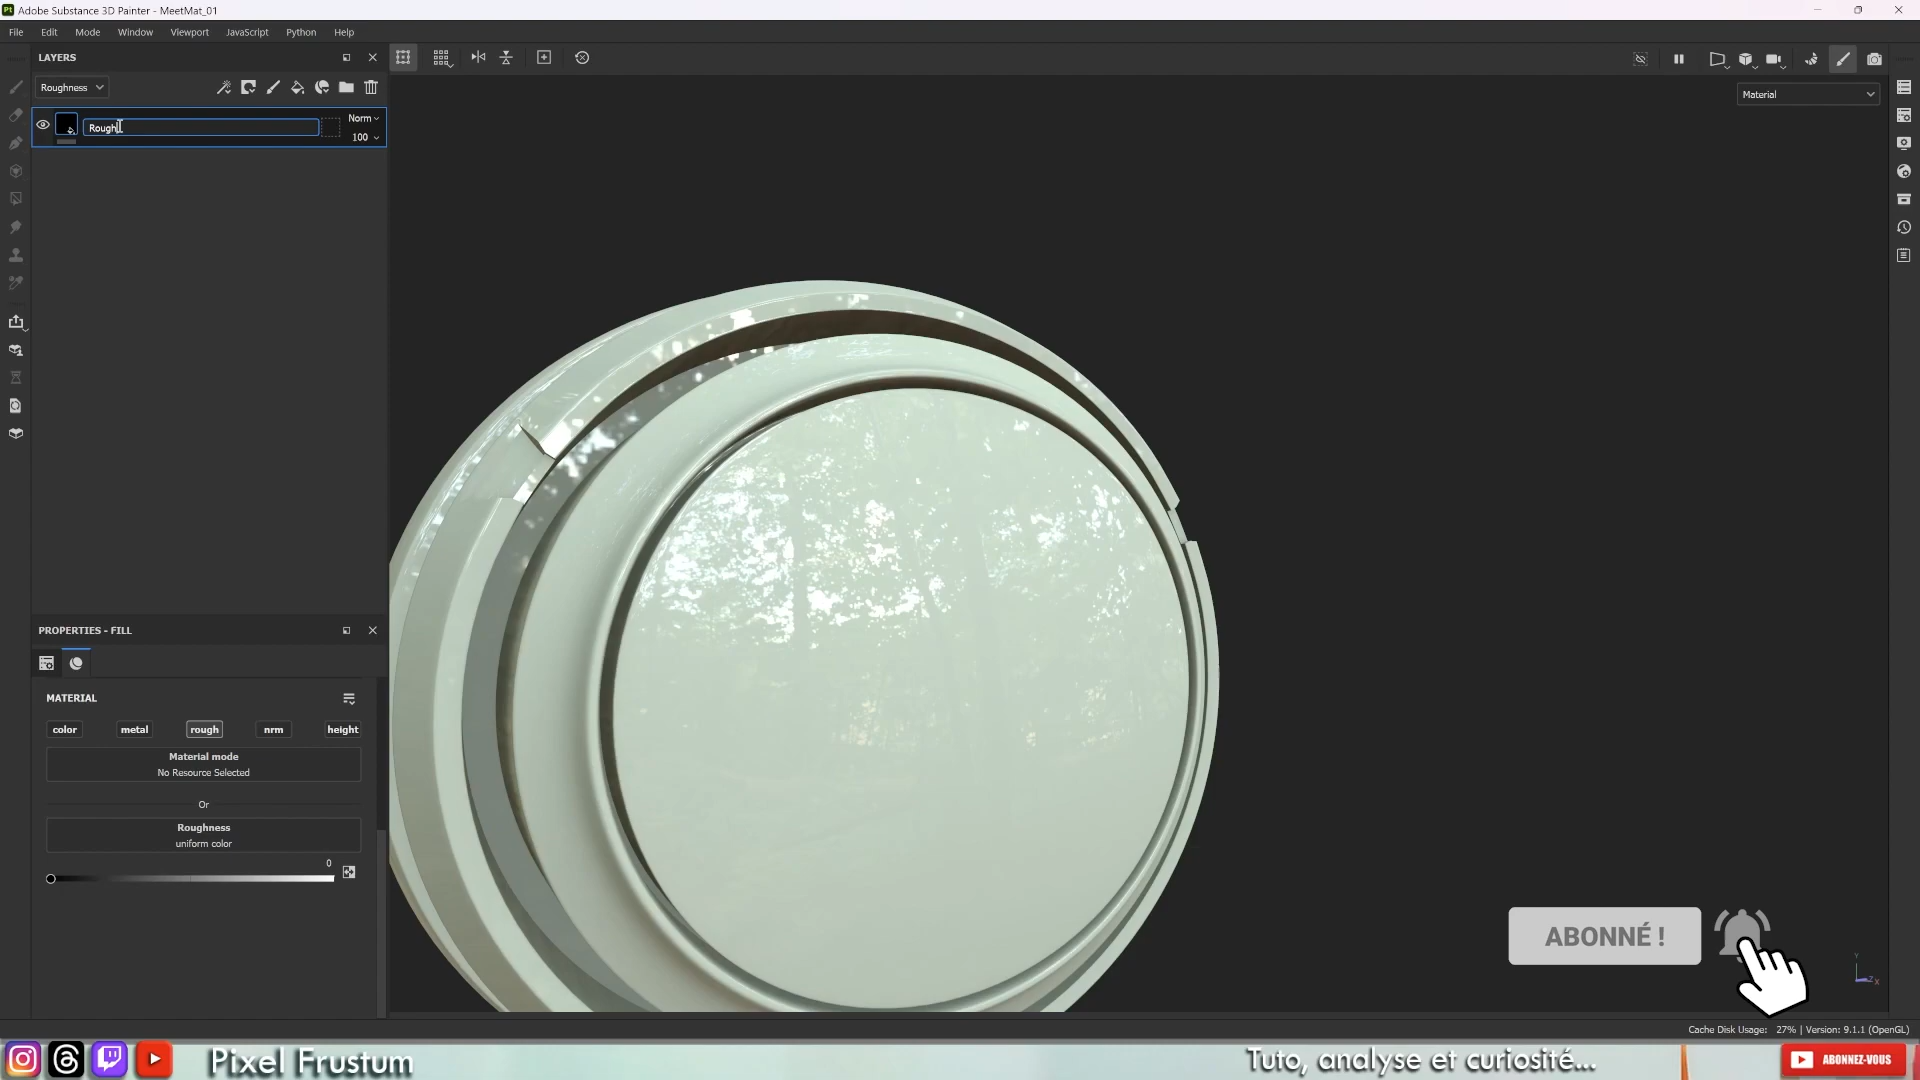 Pt Adobe Substance 3D Painter - MeetMat_01
File Edit Mode Window Viewport JavaScript Python Help
LAYERS
Roughness
Rough
Norm
100
Material
PROPERTIES - FILL
MATERIAL
color metal rough nrm height
Material mode
No Resource Selected
Or
Roughness
uniform color
0
ABONNÉ !
Y
Z X
Cache Disk Usage: 27% | Version: 9.1.1 (OpenGL)
Pixel Frustum
Tuto, analyse et curiosité...
ABONNEZ-VOUS